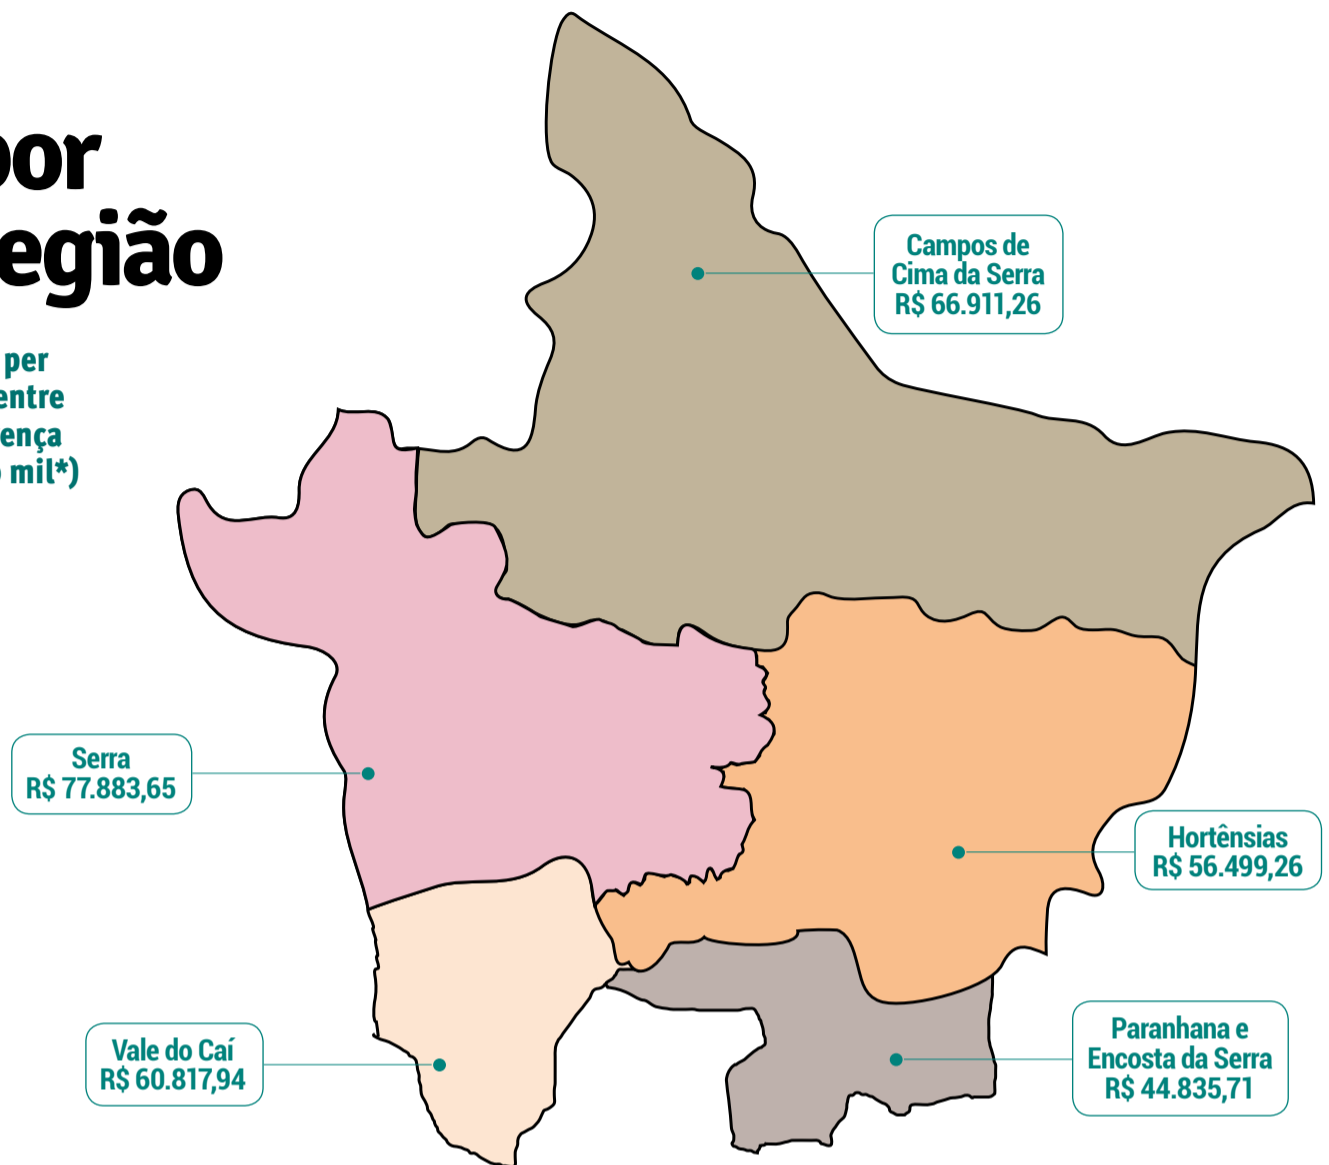 por
egião
per
entre
ença
mil*)
Campos de
Cima da Serra
R$ 66.911,26
Serra
R$ 77.883,65
Hortênsias
R$ 56.499,26
Vale do Caí
R$ 60.817,94
Paranhana e
Encosta da Serra
R$ 44.835,71